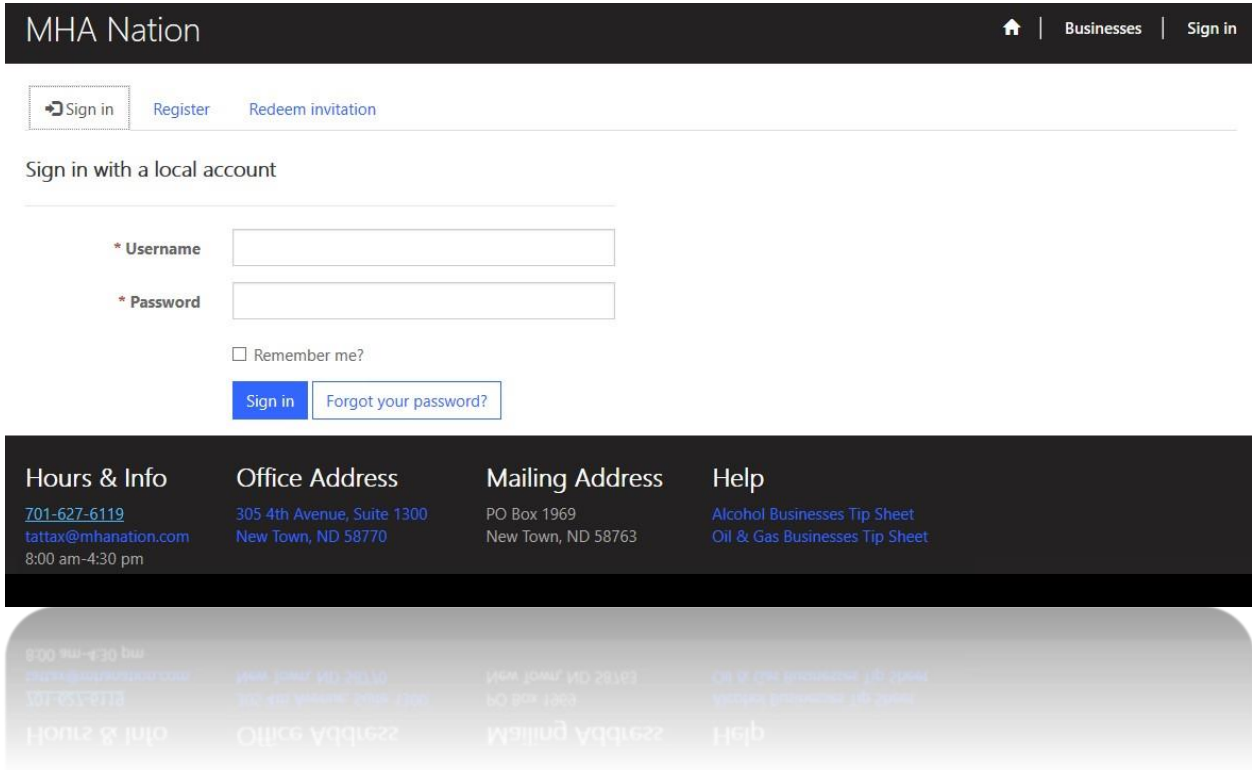 MHA Nation
Businesses | Sign in
Sign in Register Redeem invitation
Sign in with a local account
* Username
* Password
Remember me?
Sign in Forgot your password?
Hours & Info
701-627-6119
tattax@mhanation.com
8:00 am-4:30 pm
Office Address
305 4th Avenue, Suite 1300
New Town, ND 58770
Mailing Address
PO Box 1969
New Town, ND 58763
Help
Alcohol Businesses Tip Sheet
Oil & Gas Businesses Tip Sheet